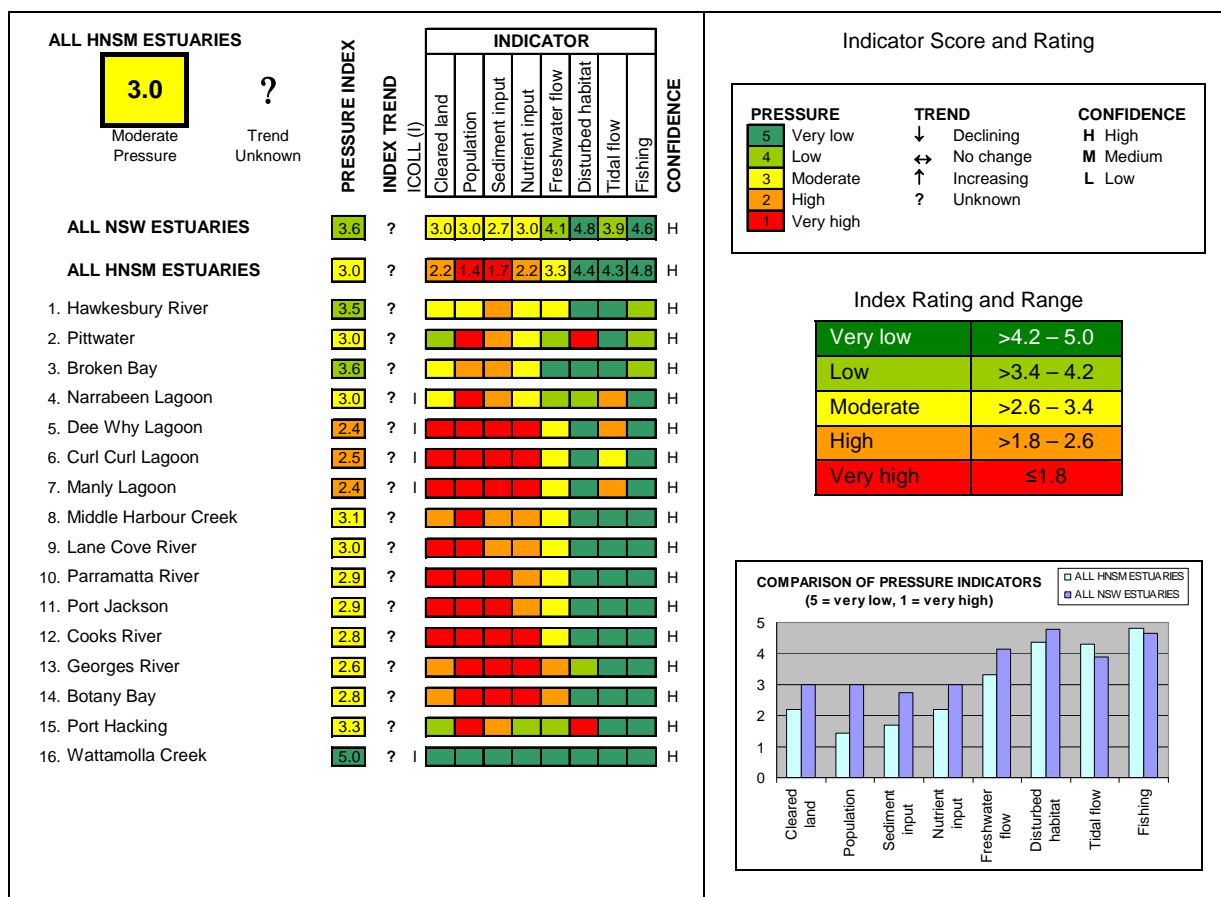 ALL HNSM ESTUARIES
3.0
?
Moderate Pressure
Trend Unknown
PRESSURE INDEX
INDEX TREND
ICOLL (I)
INDICATOR
Cleared land
Population
Sediment input
Nutrient input
Freshwater flow
Disturbed habitat
Tidal flow
Fishing
CONFIDENCE
ALL NSW ESTUARIES 3.6 ? 3.0 3.0 2.7 3.0 4.1 4.8 3.9 4.6 H
ALL HNSM ESTUARIES 3.0 ? 2.2 1.4 1.7 2.2 3.3 4.4 4.3 4.8 H
1. Hawkesbury River 3.5 ? H
2. Pittwater 3.0 ? H
3. Broken Bay 3.6 ? H
4. Narrabeen Lagoon 3.0 ? I H
5. Dee Why Lagoon 2.4 ? I H
6. Curl Curl Lagoon 2.5 ? I H
7. Manly Lagoon 2.4 ? I H
8. Middle Harbour Creek 3.1 ? H
9. Lane Cove River 3.0 ? H
10. Parramatta River 2.9 ? H
11. Port Jackson 2.9 ? H
12. Cooks River 2.8 ? H
13. Georges River 2.6 ? H
14. Botany Bay 2.8 ? H
15. Port Hacking 3.3 ? H
16. Wattamolla Creek 5.0 ? I H
Indicator Score and Rating
PRESSURE TREND CONFIDENCE
5 Very low ↓ Declining H High
4 Low ↔ No change M Medium
3 Moderate ↑ Increasing L Low
2 High ? Unknown
1 Very high
Index Rating and Range
Very low >4.2 – 5.0
Low >3.4 – 4.2
Moderate >2.6 – 3.4
High >1.8 – 2.6
Very high ≤1.8
COMPARISON OF PRESSURE INDICATORS
(5 = very low, 1 = very high)
ALL HNSM ESTUARIES
ALL NSW ESTUARIES
5
4
3
2
1
0
Cleared land
Population
Sediment input
Nutrient input
Freshwater flow
Disturbed habitat
Tidal flow
Fishing